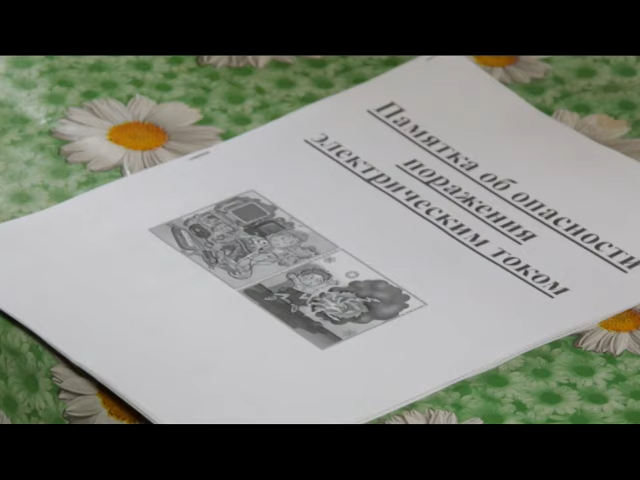 Памятка об опасности
поражения
электрическим током